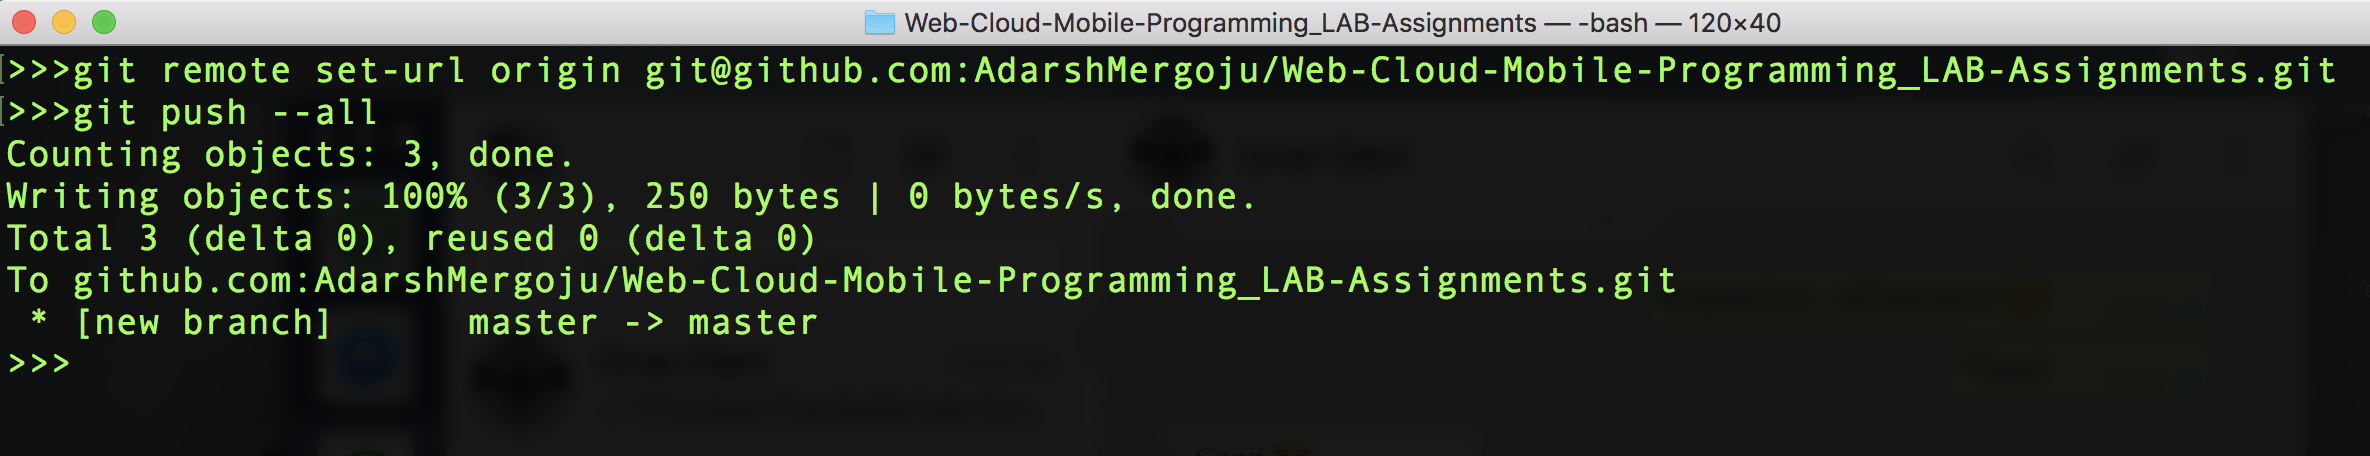 Web-Cloud-Mobile-Programming_LAB-Assignments — -bash — 120×40
>>>git remote set-url origin git@github.com:AdarshMergoju/Web-Cloud-Mobile-Programming_LAB-Assignments.git
>>>git push --all
Counting objects: 3, done.
Writing objects: 100% (3/3), 250 bytes | 0 bytes/s, done.
Total 3 (delta 0), reused 0 (delta 0)
To github.com:AdarshMergoju/Web-Cloud-Mobile-Programming_LAB-Assignments.git
 * [new branch]      master -> master
>>>